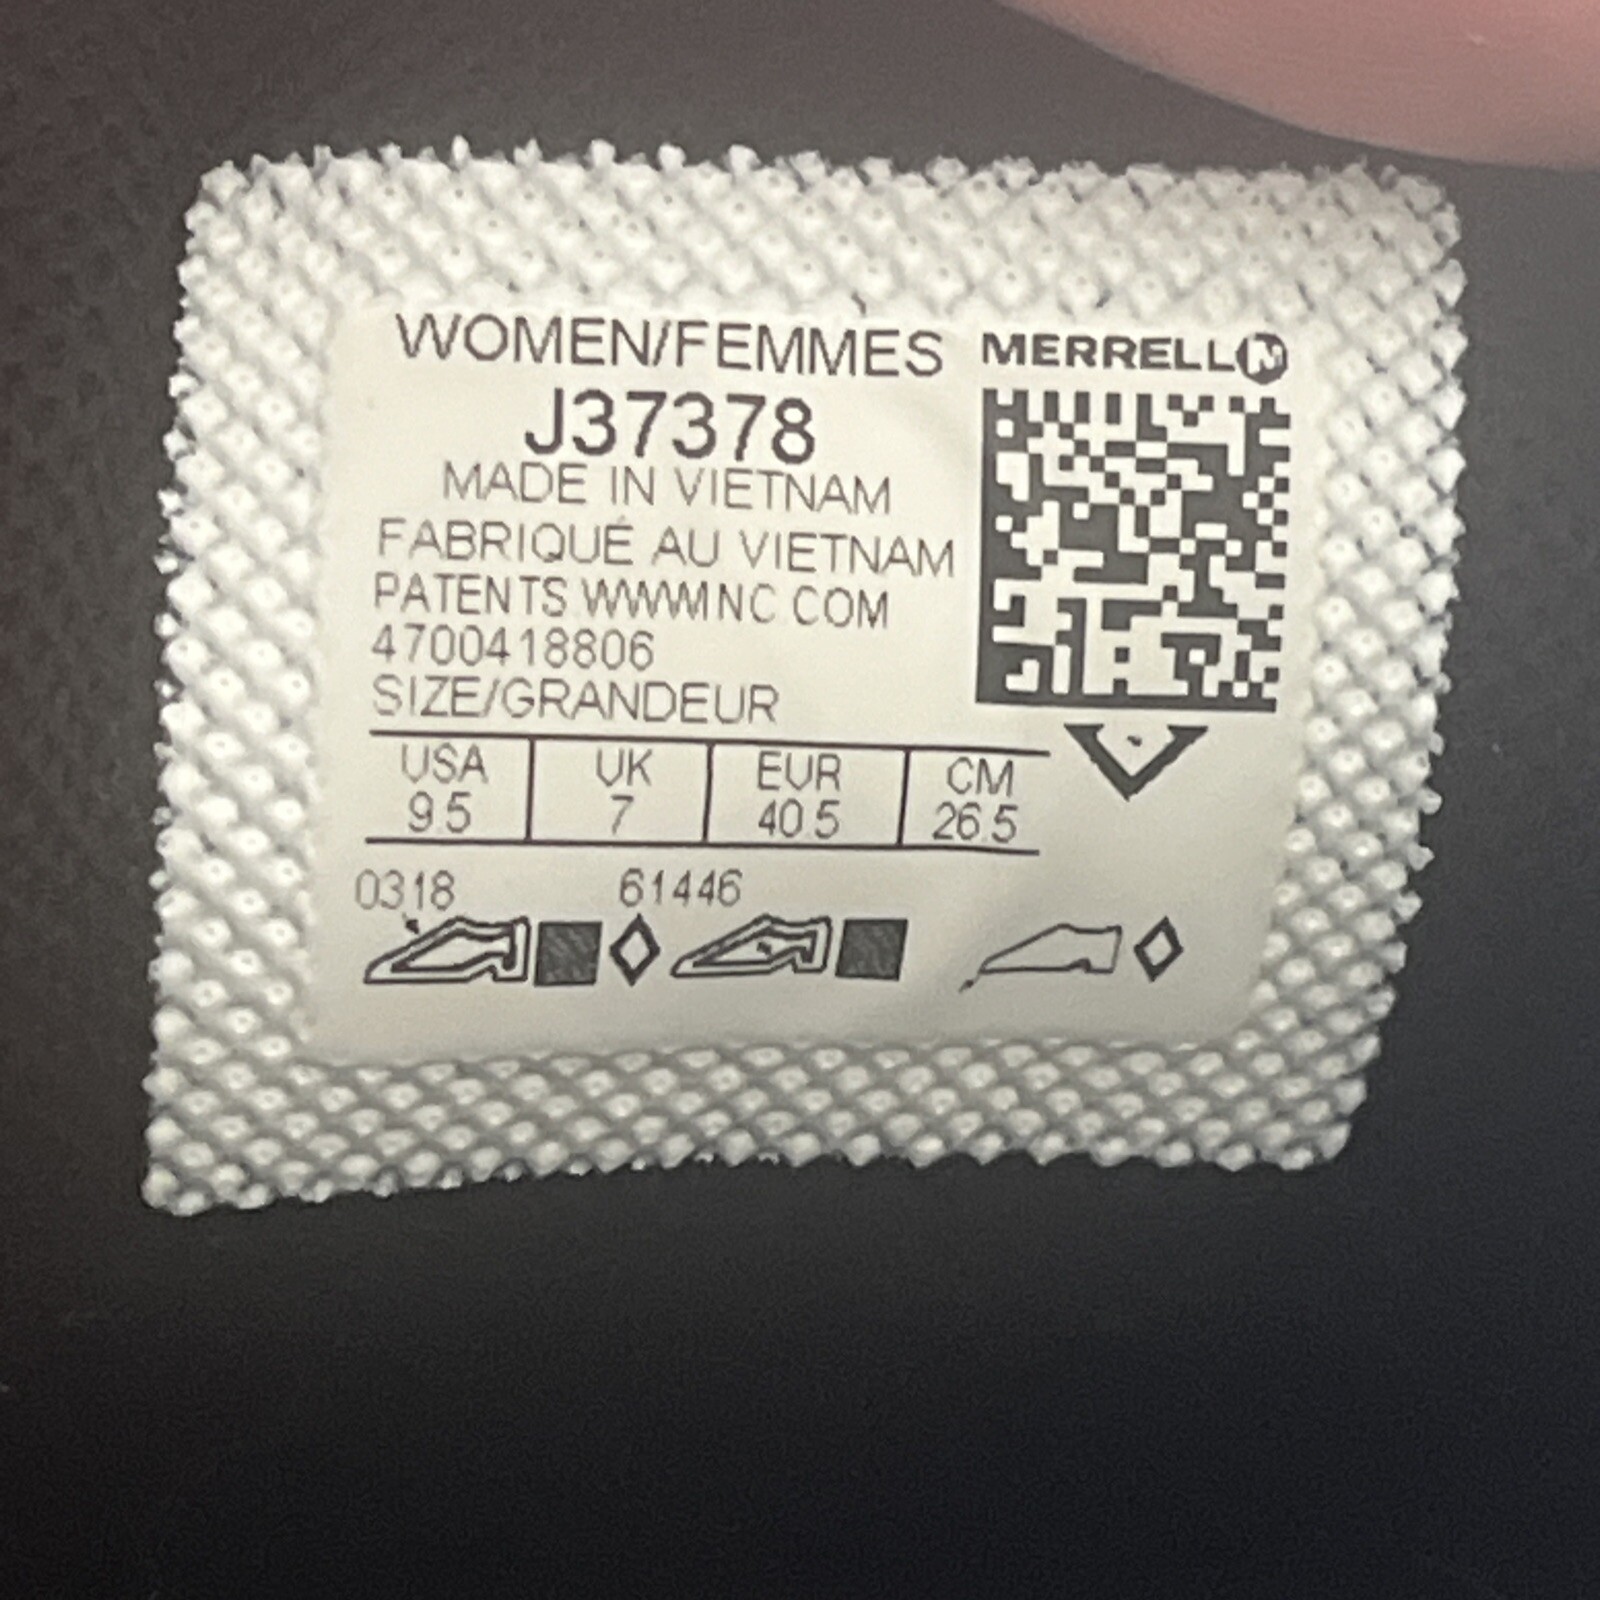 WOMEN/FEMMES
MERRELL
J37378
MADE IN VIETNAM
FABRIQUÉ AU VIETNAM
PATENTS WWWMNC COM
4700418806
SIZE/GRANDEUR
USA UK EUR CM
9.5 7 40.5 26.5
0318 61446